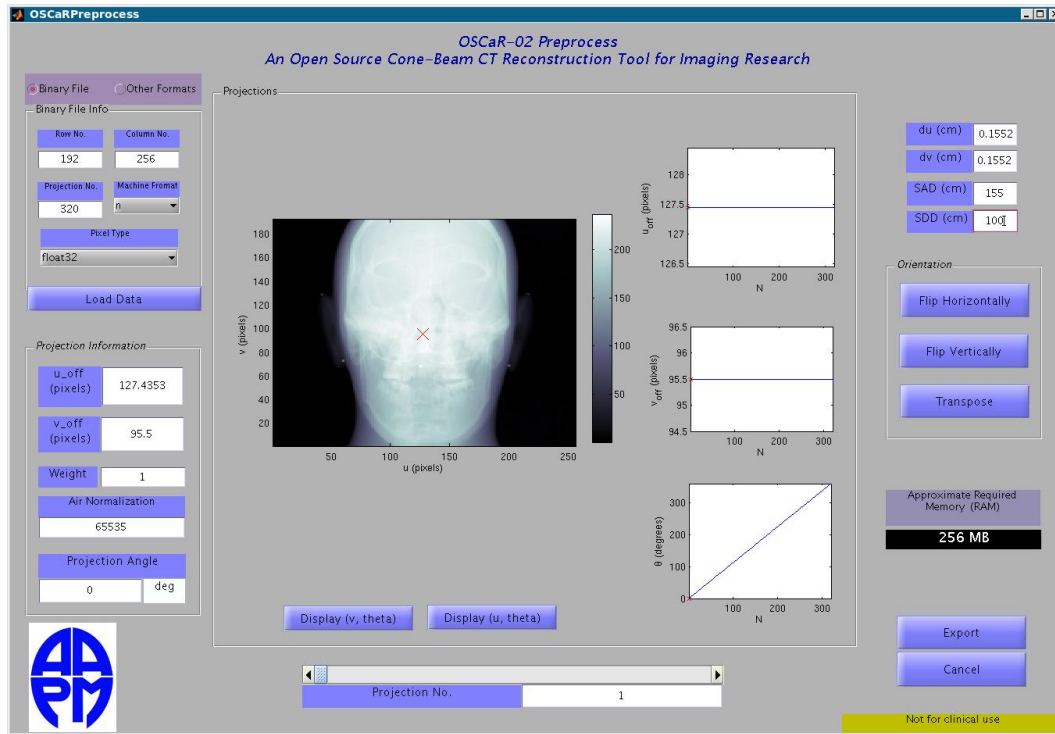 OSCaRPreprocess
OSCaR-02 Preprocess
An Open Source Cone-Beam CT Reconstruction Tool for Imaging Research
Binary File Other Formats
Binary File Info
Row No. Column No.
192 256
Projection No. Machine Fromat
320 n
Pixel Type
float32
Load Data
Projection Information
u_off
(pixels)
127.4353
v_off
(pixels)
95.5
Weight 1
Air Normalization
65535
Projection Angle
0 deg
AAPM
Projections
180
160
140
120
100
80
60
40
20
v (pixels)
50 100 150 200 250
u (pixels)
200
150
100
50
128
127.5
127
126.5
u_off (pixels)
100 200 300
N
96.5
96
95.5
95
94.5
v_off (pixels)
100 200 300
N
300
200
100
0
θ (degrees)
100 200 300
N
Display (v, theta) Display (u, theta)
Projection No. 1
du (cm) 0.1552
dv (cm) 0.1552
SAD (cm) 155
SDD (cm) 100
Orientation
Flip Horizontally
Flip Vertically
Transpose
Approximate Required
Memory (RAM)
256 MB
Export
Cancel
Not for clinical use